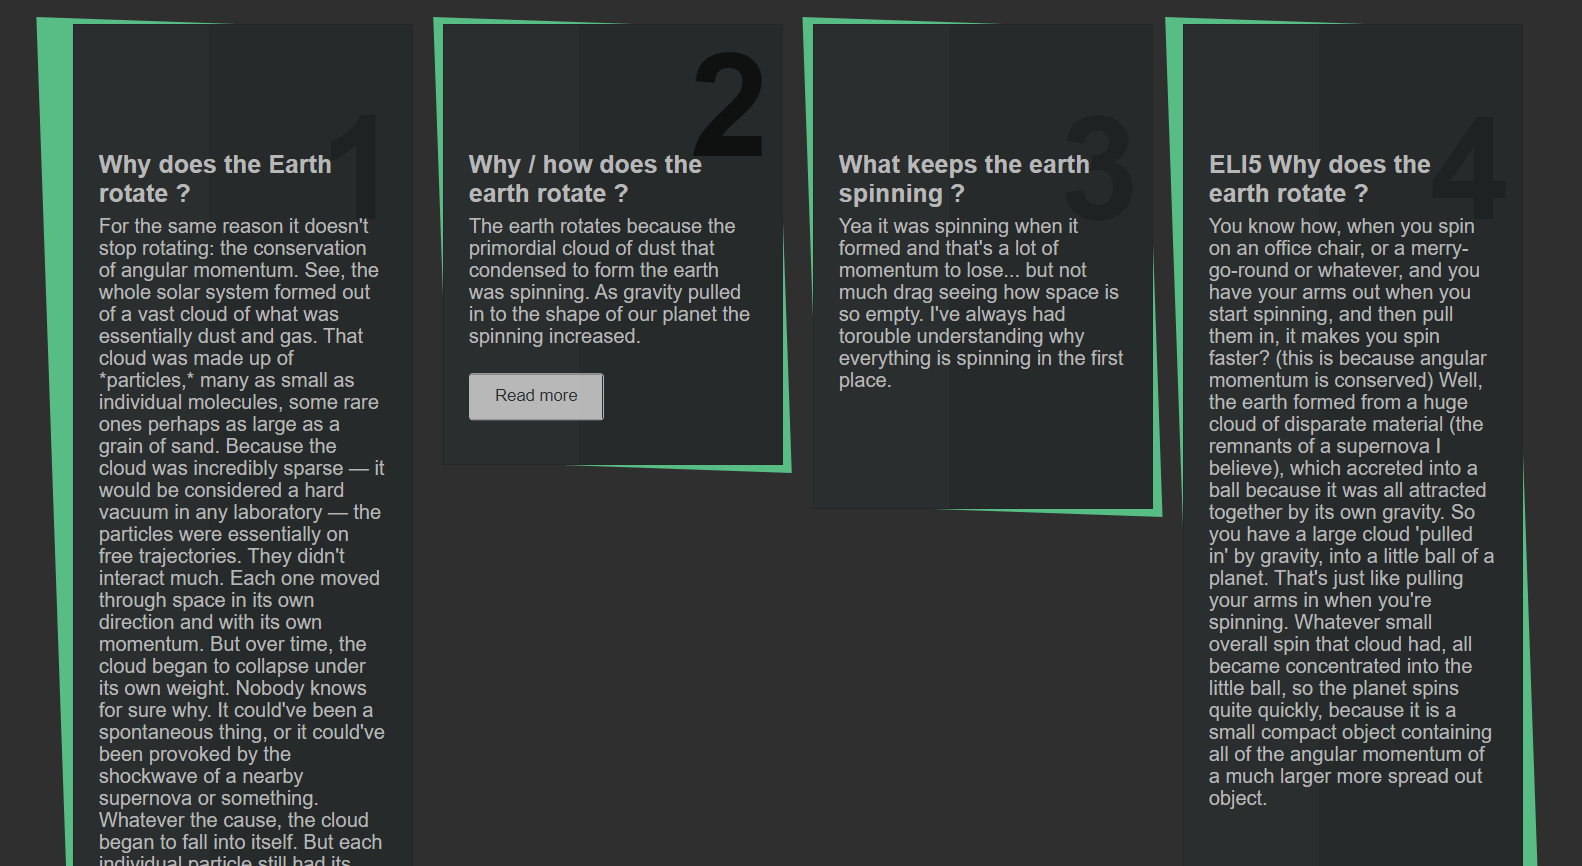 1
Why does the Earth
rotate ?
For the same reason it doesn't
stop rotating: the conservation
of angular momentum. See, the
whole solar system formed out
of a vast cloud of what was
essentially dust and gas. That
cloud was made up of
*particles,* many as small as
individual molecules, some rare
ones perhaps as large as a
grain of sand. Because the
cloud was incredibly sparse — it
would be considered a hard
vacuum in any laboratory — the
particles were essentially on
free trajectories. They didn't
interact much. Each one moved
through space in its own
direction and with its own
momentum. But over time, the
cloud began to collapse under
its own weight. Nobody knows
for sure why. It could've been a
spontaneous thing, or it could've
been provoked by the
shockwave of a nearby
supernova or something.
Whatever the cause, the cloud
began to fall into itself. But each
individual particle still had its
2
Why / how does the
earth rotate ?
The earth rotates because the
primordial cloud of dust that
condensed to form the earth
was spinning. As gravity pulled
in to the shape of our planet the
spinning increased.
Read more
3
What keeps the earth
spinning ?
Yea it was spinning when it
formed and that's a lot of
momentum to lose... but not
much drag seeing how space is
so empty. I've always had
torouble understanding why
everything is spinning in the first
place.
4
ELI5 Why does the
earth rotate ?
You know how, when you spin
on an office chair, or a merry-
go-round or whatever, and you
have your arms out when you
start spinning, and then pull
them in, it makes you spin
faster? (this is because angular
momentum is conserved) Well,
the earth formed from a huge
cloud of disparate material (the
remnants of a supernova I
believe), which accreted into a
ball because it was all attracted
together by its own gravity. So
you have a large cloud 'pulled
in' by gravity, into a little ball of a
planet. That's just like pulling
your arms in when you're
spinning. Whatever small
overall spin that cloud had, all
became concentrated into the
little ball, so the planet spins
quite quickly, because it is a
small compact object containing
all of the angular momentum of
a much larger more spread out
object.